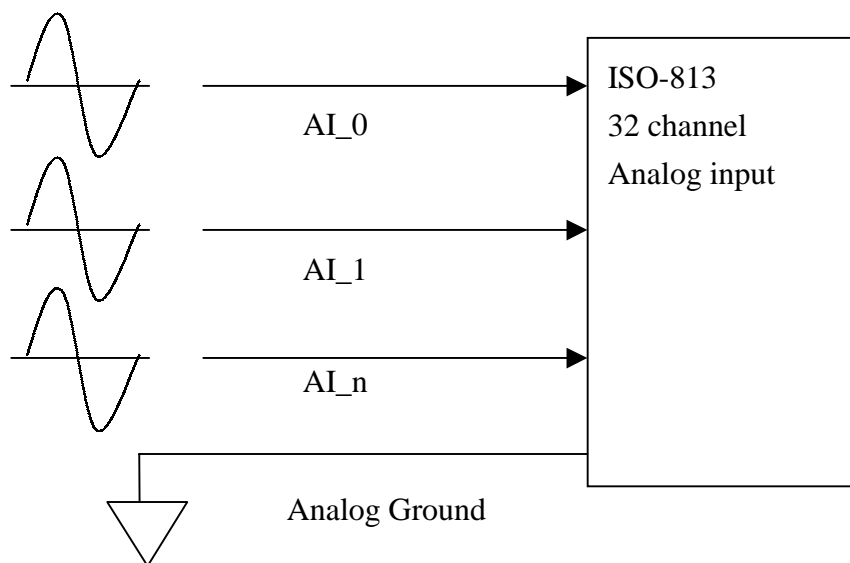 ISO-813
32 channel
Analog input
AI_0
AI_1
AI_n
Analog Ground